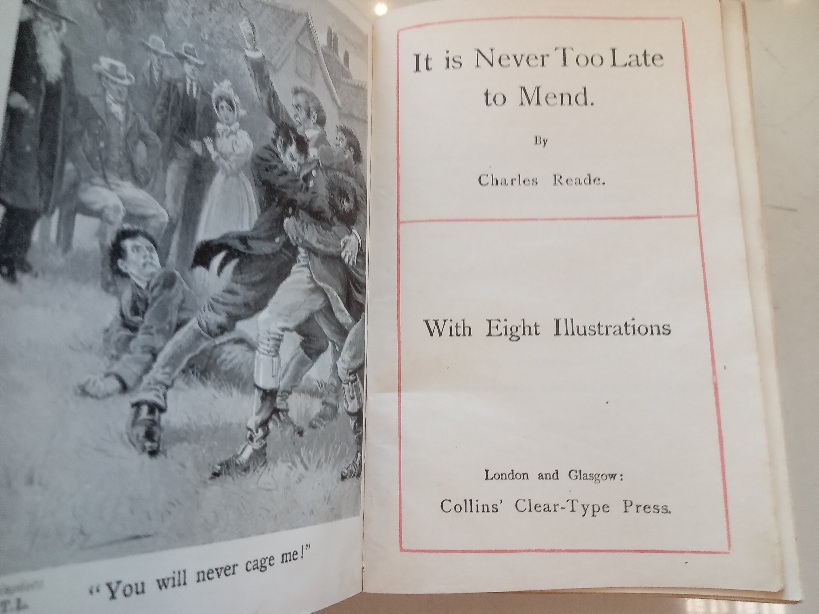 "You will never cage me!"
T.L.
It is Never Too Late
to Mend.
By
Charles Reade.
With Eight Illustrations
London and Glasgow:
Collins' Clear-Type Press.